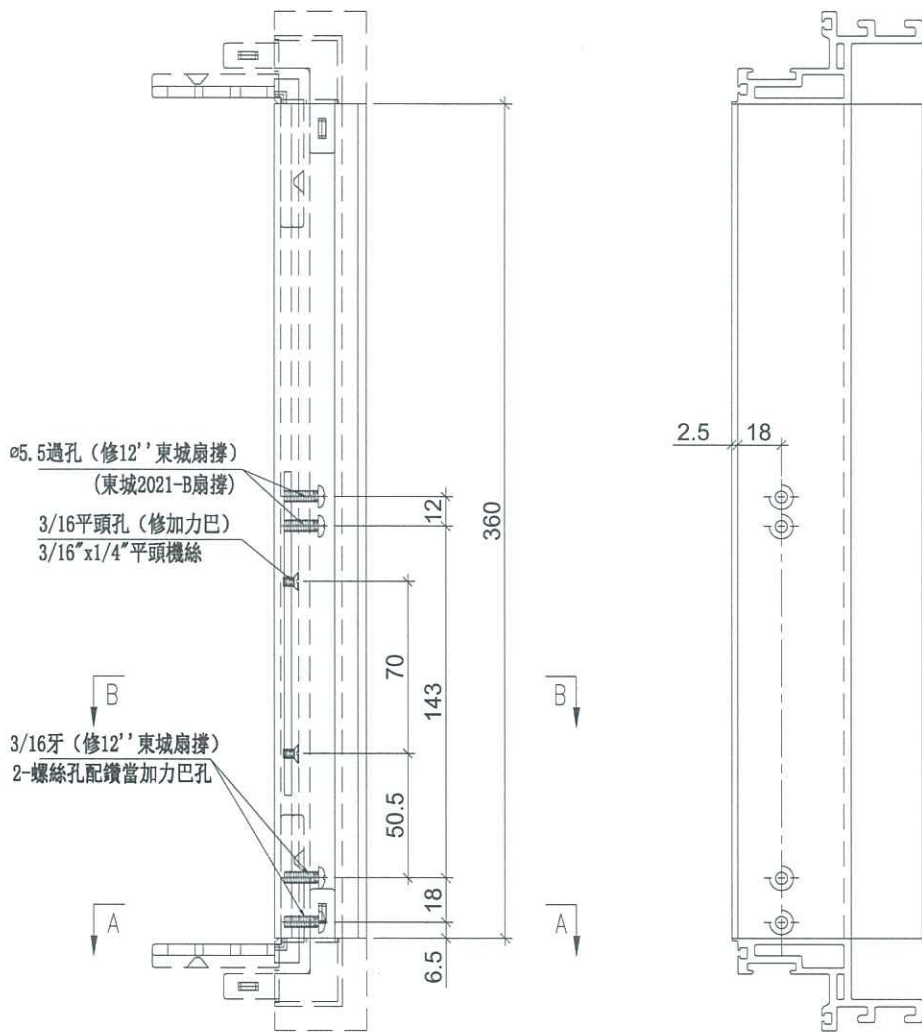 ø5.5過孔（修12''東城扇撐）
(東城2021-B扇撐)
3/16平頭孔（修加力巴）
3/16"x1/4"平頭機絲
B
B
3/16牙（修12''東城扇撐）
2-螺絲孔配鑽當加力巴孔
A
A
12
360
70
143
50.5
18
6.5
2.5
18